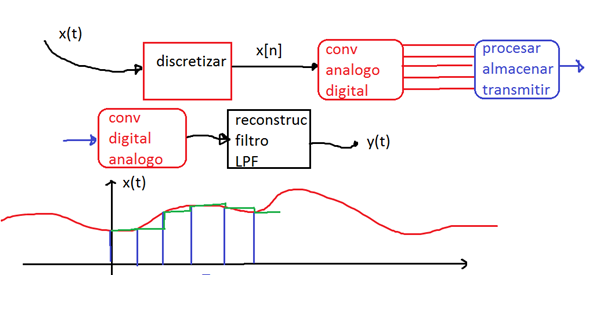 x(t)
discretizar
x[n]
conv
analogo
digital
procesar
almacenar
transmitir
conv
digital
analogo
reconstruc
filtro
LPF
y(t)
x(t)